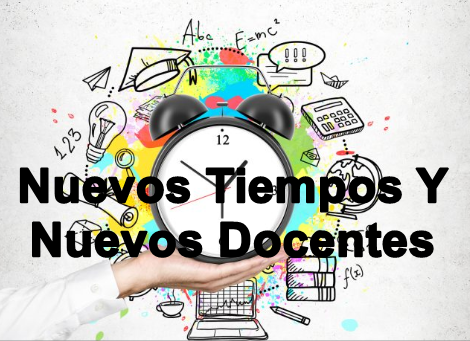 Abc
E=mc²
!!!
123
12
Nuevos Tiempos Y
Nuevos Docentes
f(x)